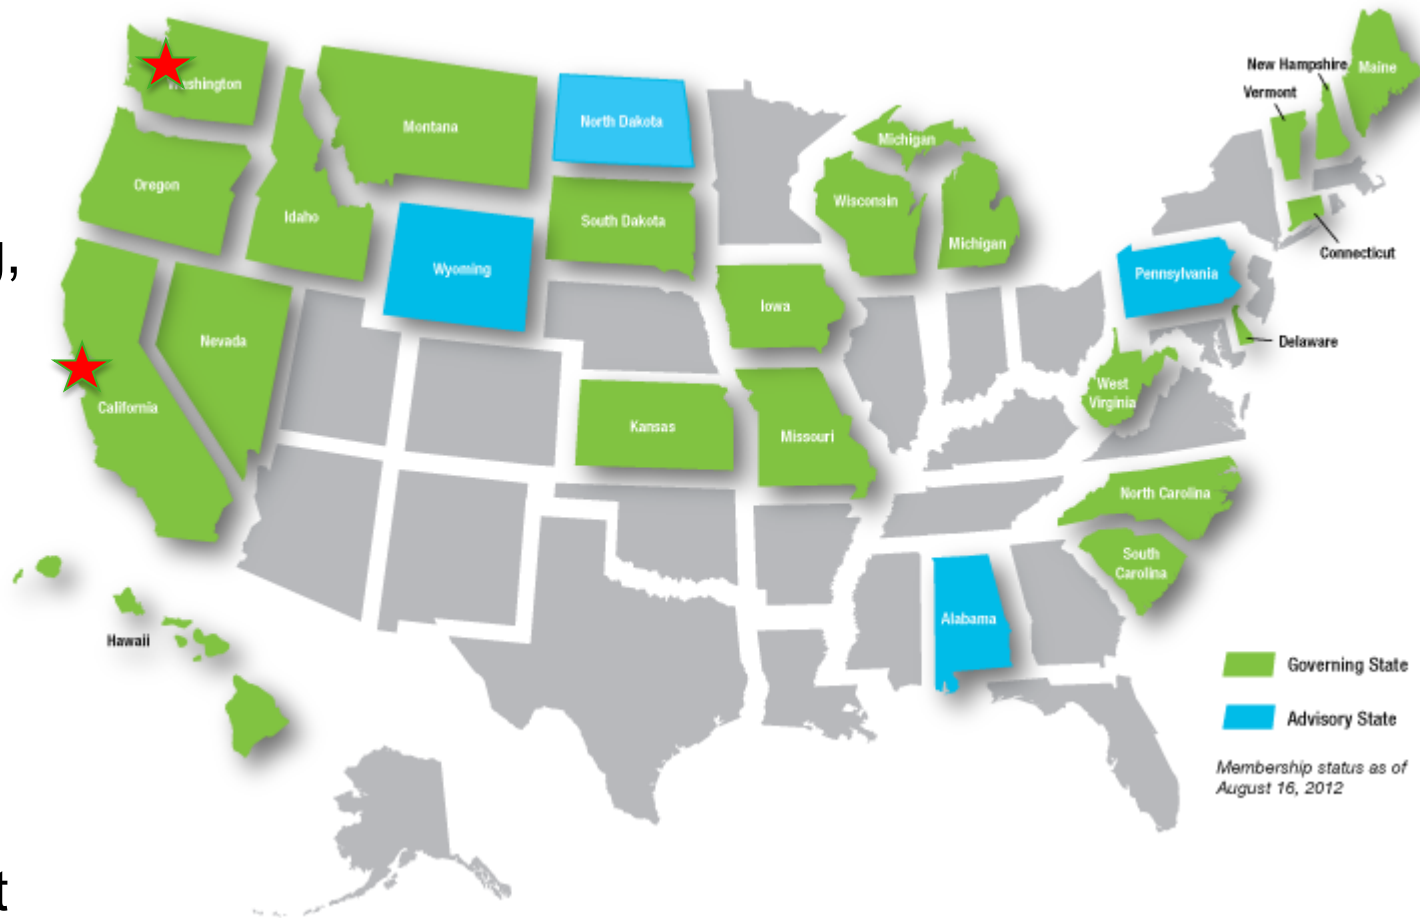 New Hampshire
Maine
Vermont
Washington
Montana
North Dakota
Michigan
Oregon
Idaho
South Dakota
Wisconsin
Michigan
Connecticut
Wyoming
Pennsylvania
Iowa
Nevada
Delaware
West
Virginia
California
Kansas
Missouri
North Carolina
South
Carolina
Alabama
Hawaii
Governing State
Advisory State
Membership status as of
August 16, 2012
t